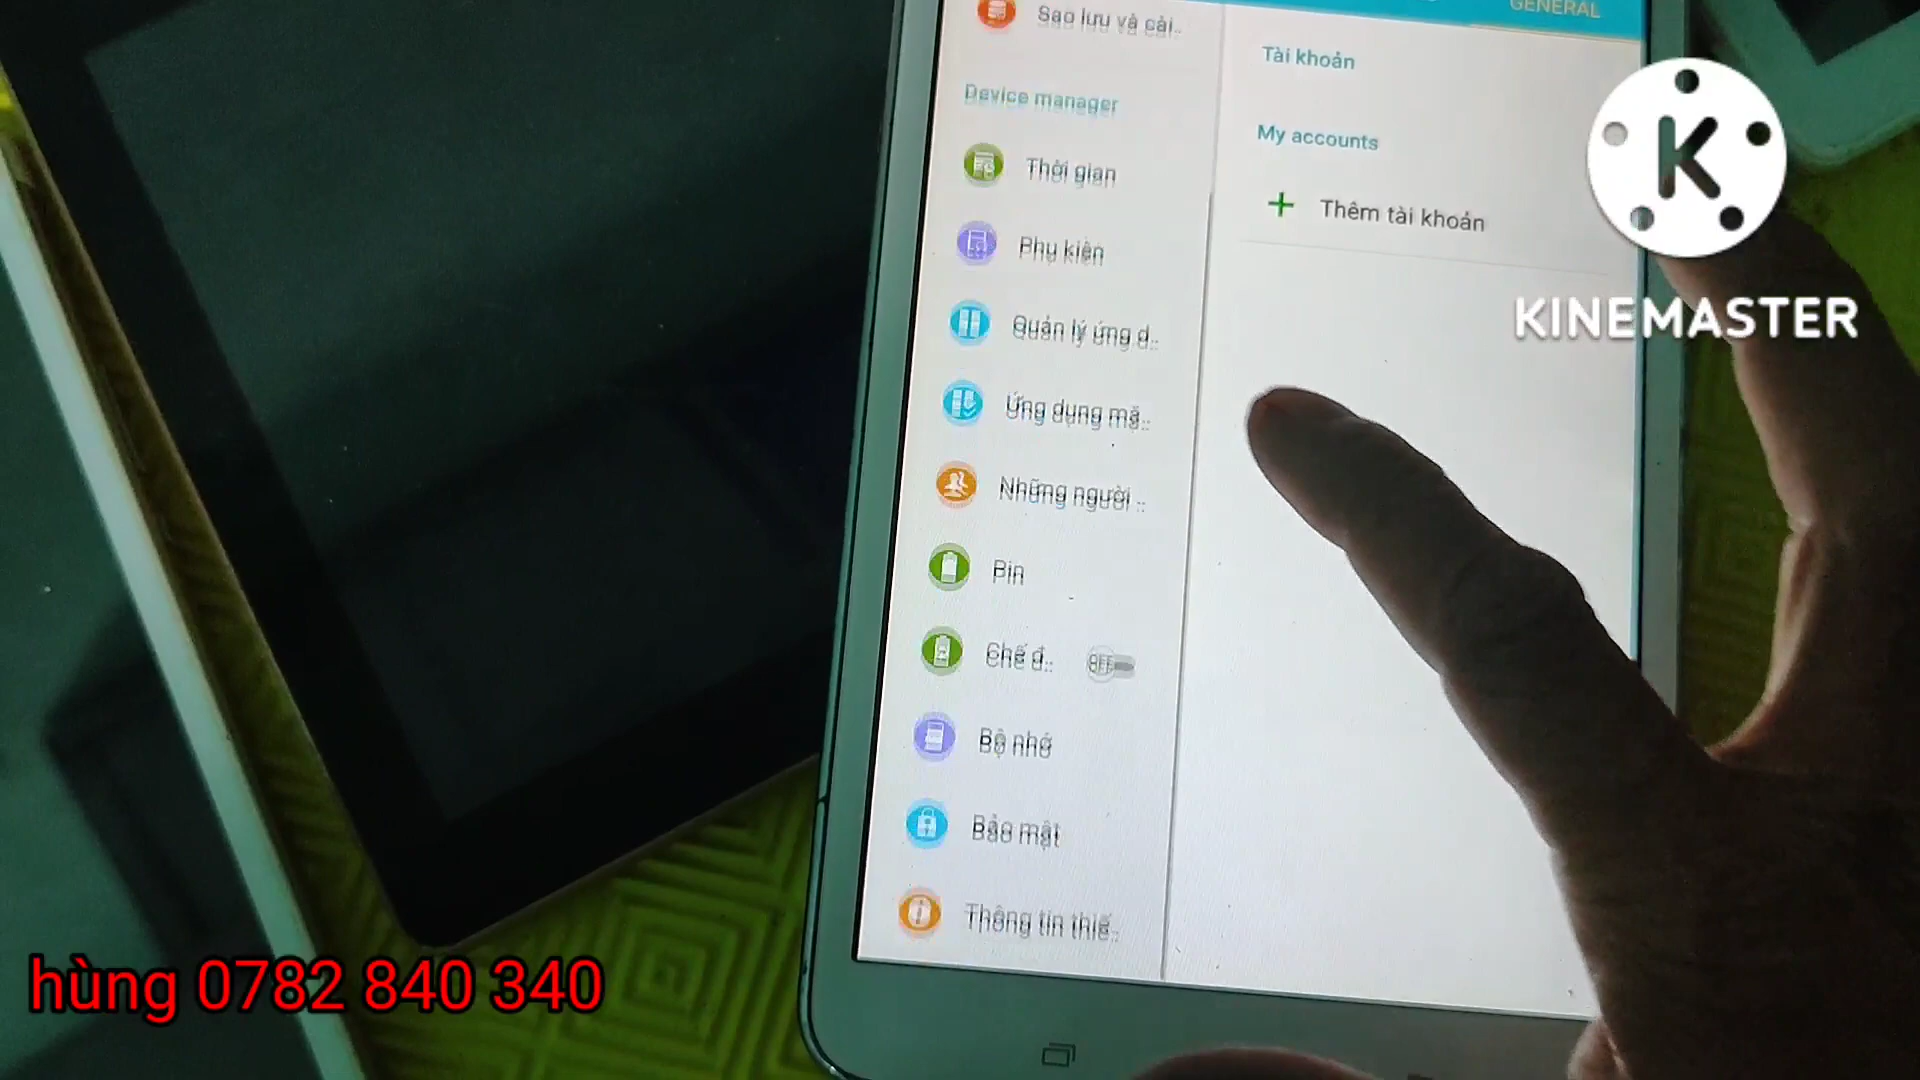 GENERAL
Sao lưu và cài..
Tài khoản
Device manager
My accounts
Thời gian
Thêm tài khoản
Phụ kiện
Quản lý ứng d..
Ứng dụng mặ..
Những người ..
Pin
Chế đ..
OFF
Bộ nhớ
Bảo mật
Thông tin thiế..
K
KINEMASTER
hùng 0782 840 340